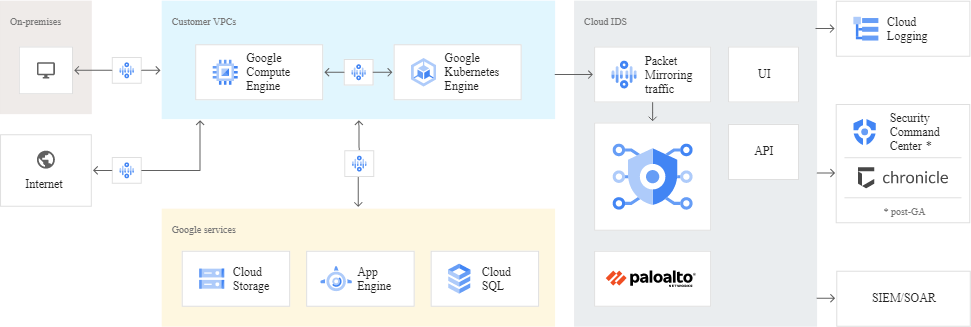 On-premises
Internet
Customer VPCs
Google
Compute
Engine
Google
Kubernetes
Engine
Google services
Cloud
Storage
App
Engine
Cloud
SQL
Cloud IDS
Packet
Mirroring
traffic
UI
API
paloalto
NETWORKS
Cloud
Logging
Security
Command
Center *
chronicle
* post-GA
SIEM/SOAR